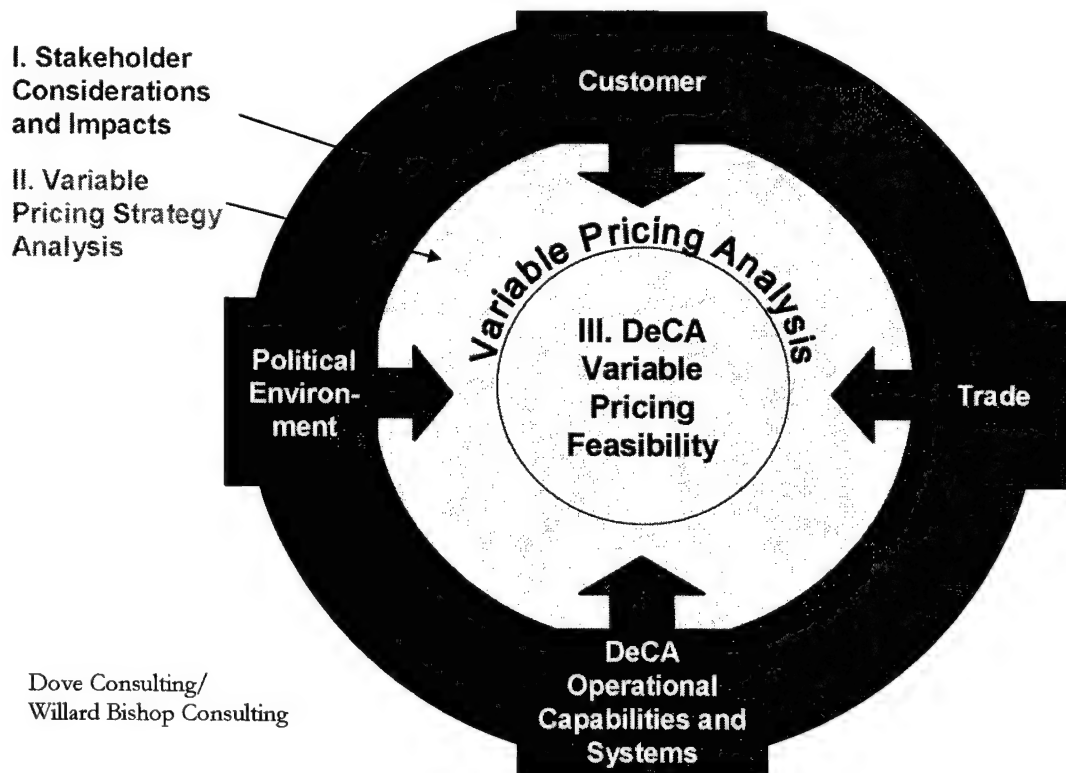 I. Stakeholder
Considerations
and Impacts
II. Variable
Pricing Strategy
Analysis
Customer
Variable Pricing Analysis
III. DeCA
Variable
Pricing
Feasibility
Political
Environ-
ment
Trade
DeCA
Operational
Capabilities and
Systems
Dove Consulting/
Willard Bishop Consulting